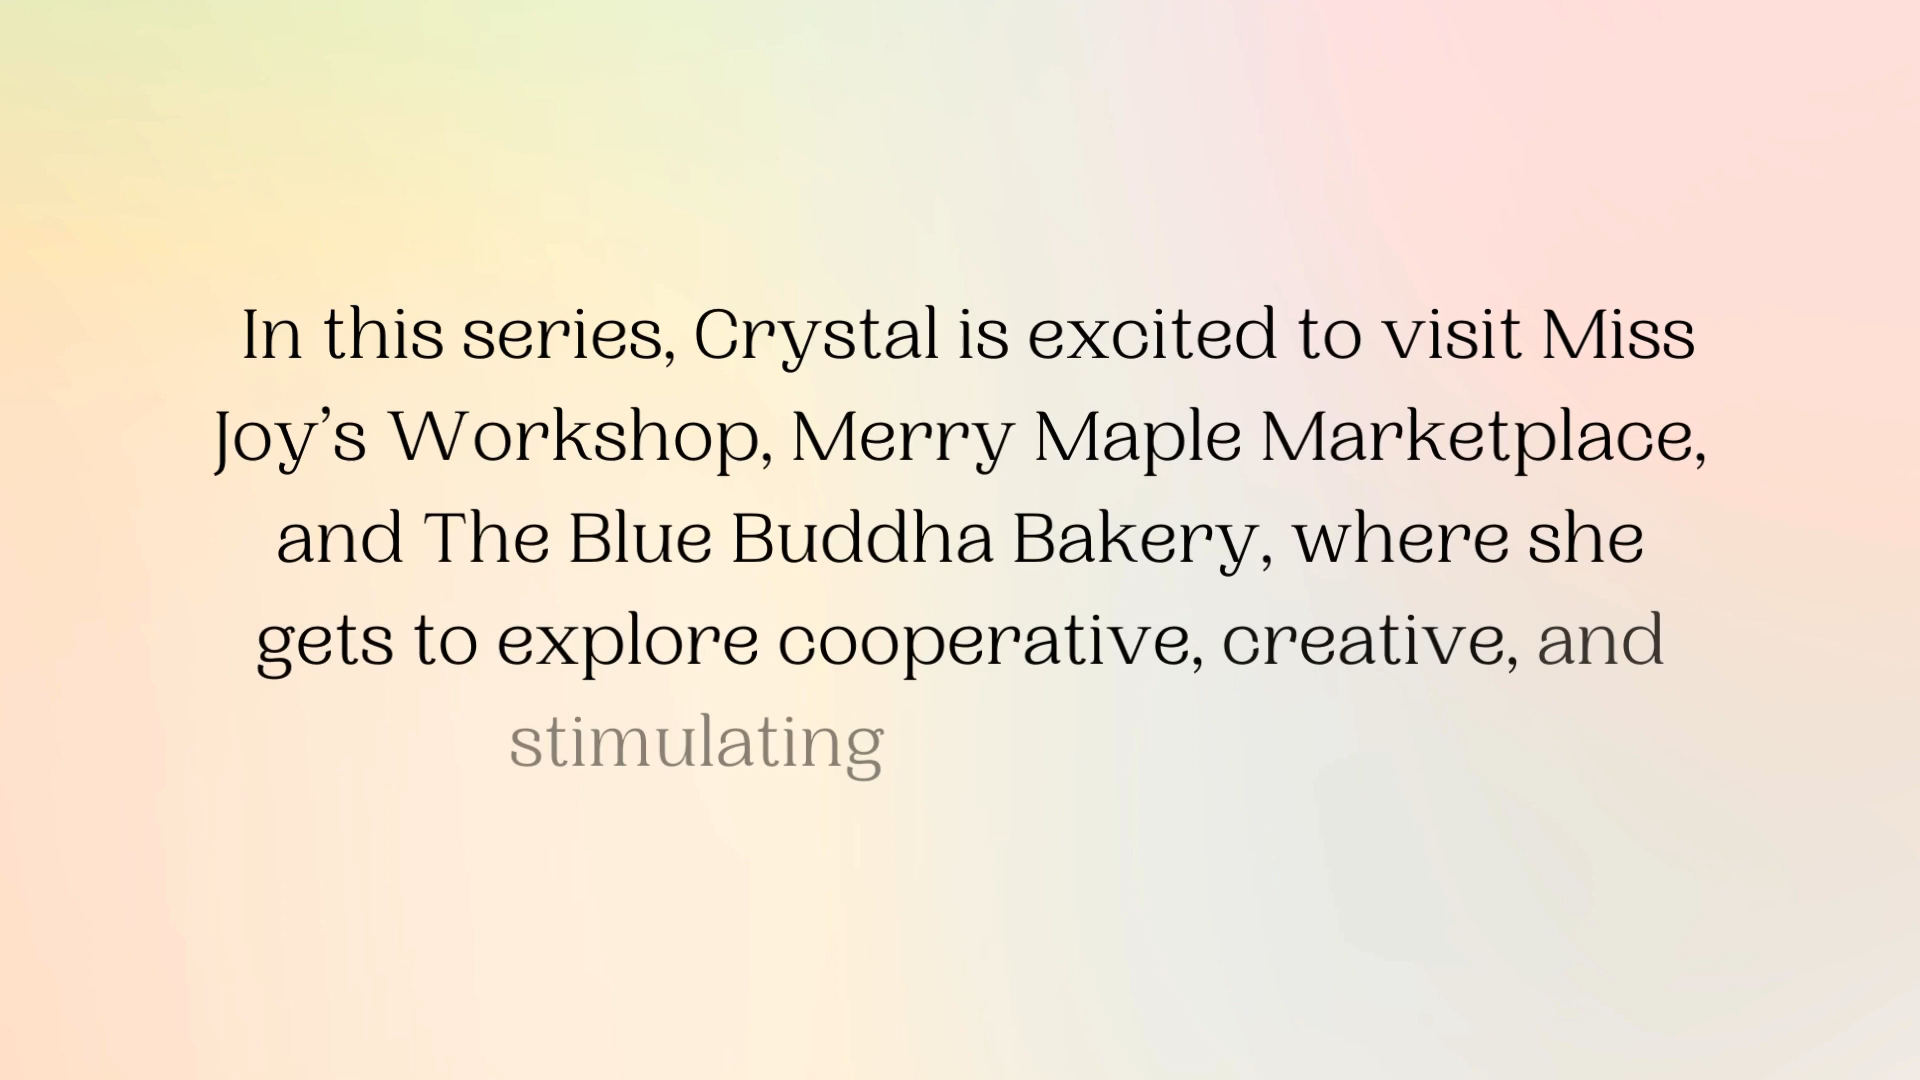 In this series, Crystal is excited to visit Miss
Joy’s Workshop, Merry Maple Marketplace,
and The Blue Buddha Bakery, where she
gets to explore cooperative, creative, and
stimulating